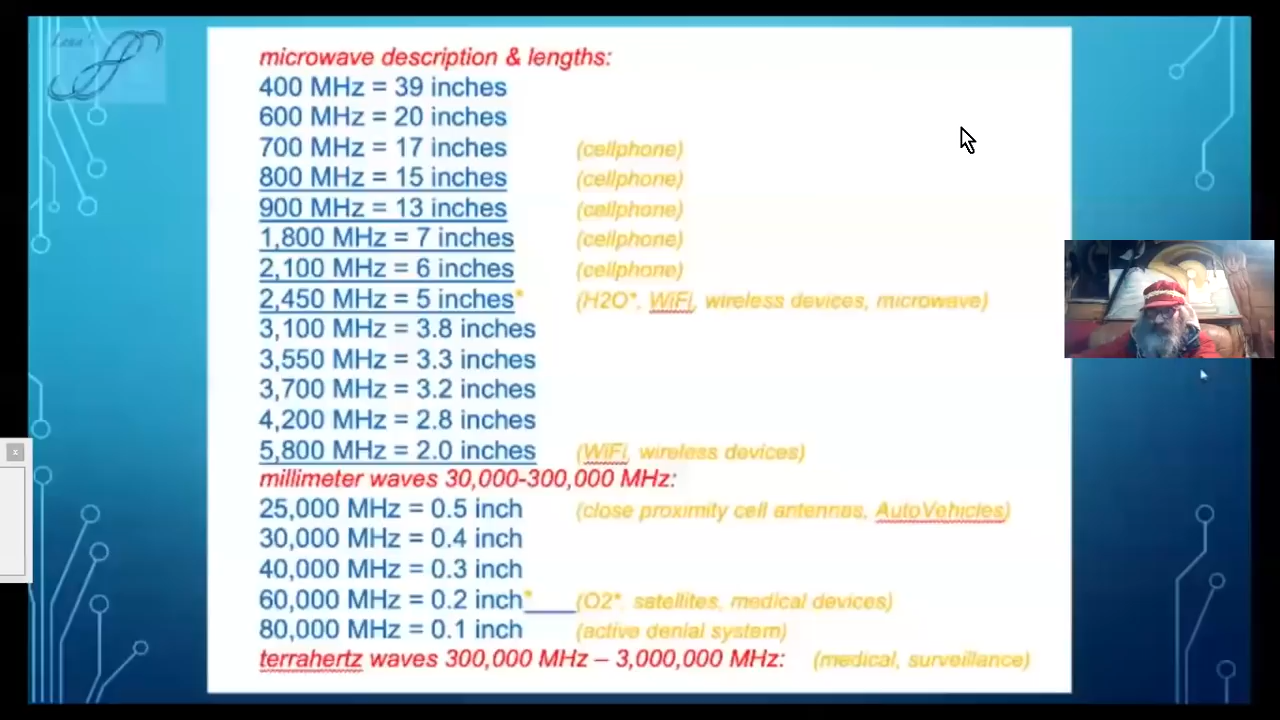 Lena's
microwave description & lengths:
400 MHz = 39 inches
600 MHz = 20 inches
700 MHz = 17 inches (cellphone)
800 MHz = 15 inches (cellphone)
900 MHz = 13 inches (cellphone)
1,800 MHz = 7 inches (cellphone)
2,100 MHz = 6 inches (cellphone)
2,450 MHz = 5 inches* (H2O*, WiFi, wireless devices, microwave)
3,100 MHz = 3.8 inches
3,550 MHz = 3.3 inches
3,700 MHz = 3.2 inches
4,200 MHz = 2.8 inches
5,800 MHz = 2.0 inches (WiFi, wireless devices)
millimeter waves 30,000-300,000 MHz:
25,000 MHz = 0.5 inch (close proximity cell antennas, AutoVehicles)
30,000 MHz = 0.4 inch
40,000 MHz = 0.3 inch
60,000 MHz = 0.2 inch* (O2*, satellites, medical devices)
80,000 MHz = 0.1 inch (active denial system)
terrahertz waves 300,000 MHz – 3,000,000 MHz: (medical, surveillance)